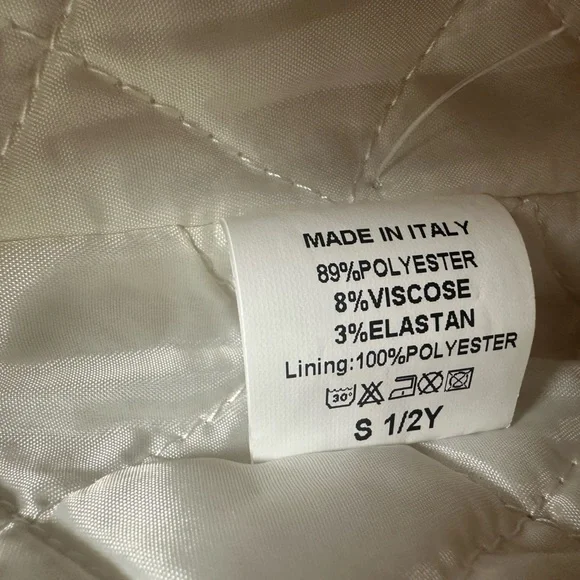 MADE IN ITALY
89%POLYESTER
8%VISCOSE
3%ELASTAN
Lining:100%POLYESTER
30°
S 1/2Y